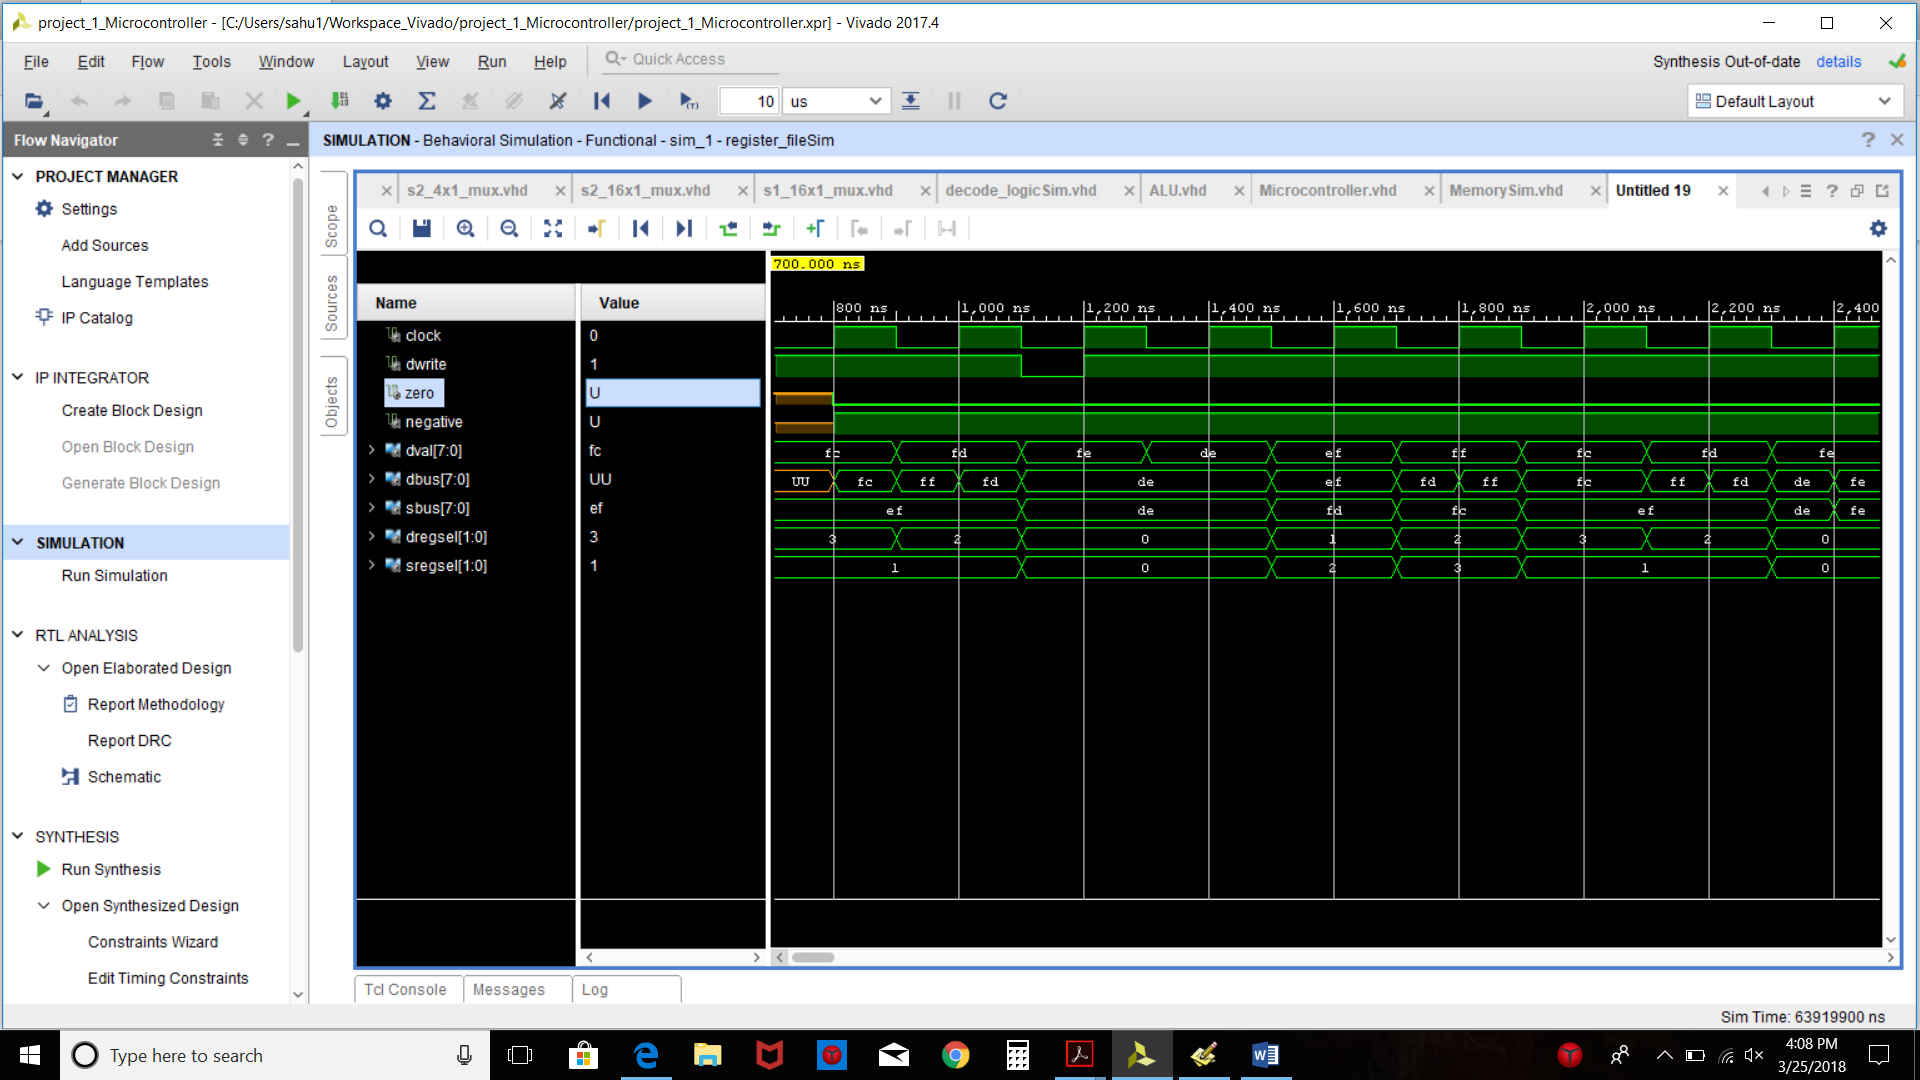 project_1_Microcontroller - [C:/Users/sahu1/Workspace_Vivado/project_1_Microcontroller/project_1_Microcontroller.xpr] - Vivado 2017.4
File Edit Flow Tools Window Layout View Run Help Quick Access Synthesis Out-of-date details
10 us Default Layout
Flow Navigator
SIMULATION - Behavioral Simulation - Functional - sim_1 - register_fileSim
PROJECT MANAGER
Settings
Add Sources
Language Templates
IP Catalog
IP INTEGRATOR
Create Block Design
Open Block Design
Generate Block Design
SIMULATION
Run Simulation
RTL ANALYSIS
Open Elaborated Design
Report Methodology
Report DRC
Schematic
SYNTHESIS
Run Synthesis
Open Synthesized Design
Constraints Wizard
Edit Timing Constraints
Scope
Sources
Objects
s2_4x1_mux.vhd s2_16x1_mux.vhd s1_16x1_mux.vhd decode_logicSim.vhd ALU.vhd Microcontroller.vhd MemorySim.vhd Untitled 19
700.000 ns
Name Value 800 ns 1,000 ns 1,200 ns 1,400 ns 1,600 ns 1,800 ns 2,000 ns 2,200 ns 2,400
clock 0
dwrite 1
zero U
negative U
dval[7:0] fc fc fd fe de ef ff fc fd fe
dbus[7:0] UU UU fc ff fd de ef fd ff fc ff fd de fe
sbus[7:0] ef ef de fd fc ef de fe
dregsel[1:0] 3 3 2 0 1 2 3 2 0
sregsel[1:0] 1 1 0 2 3 1 0
Tcl Console Messages Log
Sim Time: 63919900 ns
Type here to search
4:08 PM
3/25/2018